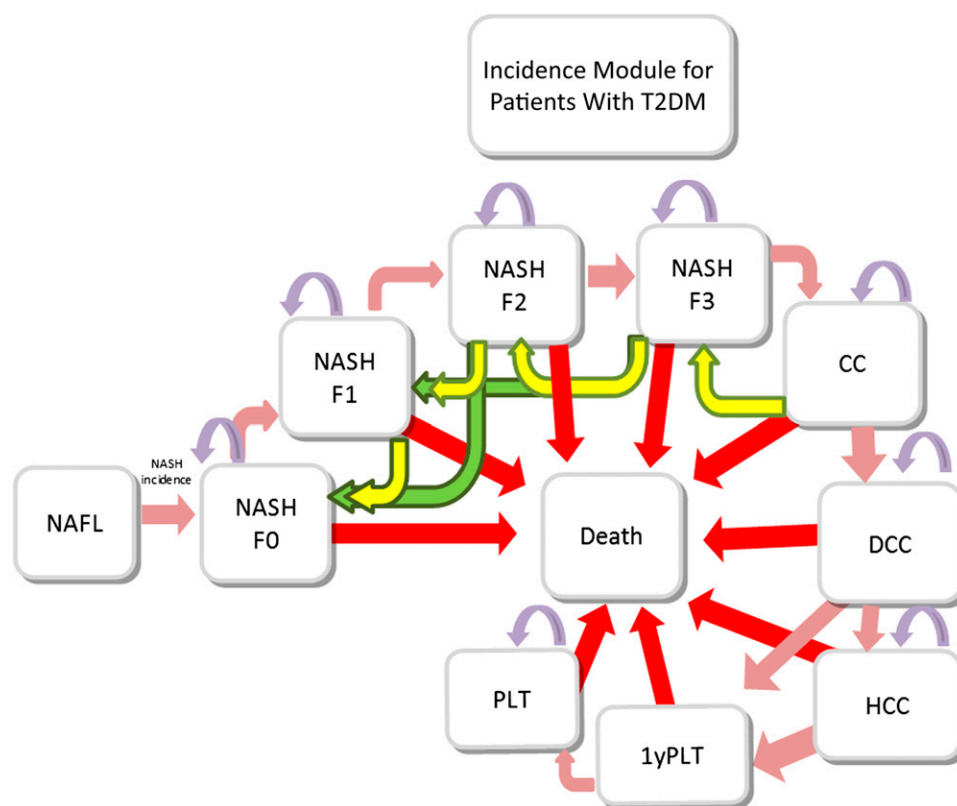 Incidence Module for
Patients With T2DM
NASH
F2
NASH
F3
NASH
F1
CC
NASH
incidence
NAFL
NASH
F0
Death
DCC
PLT
1yPLT
HCC